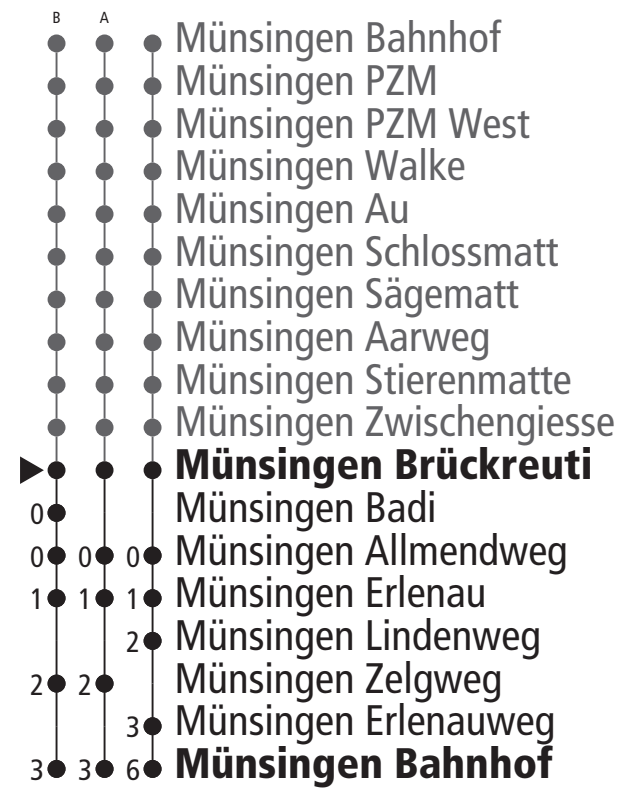 B A
Münsingen Bahnhof
Münsingen PZM
Münsingen PZM West
Münsingen Walke
Münsingen Au
Münsingen Schlossmatt
Münsingen Sägematt
Münsingen Aarweg
Münsingen Stierenmatte
Münsingen Zwischengiesse
Münsingen Brückreuti
0 Münsingen Badi
0 0 0 Münsingen Allmendweg
1 1 1 Münsingen Erlenau
2 Münsingen Lindenweg
2 2 Münsingen Zelgweg
3 Münsingen Erlenauweg
3 3 6 Münsingen Bahnhof